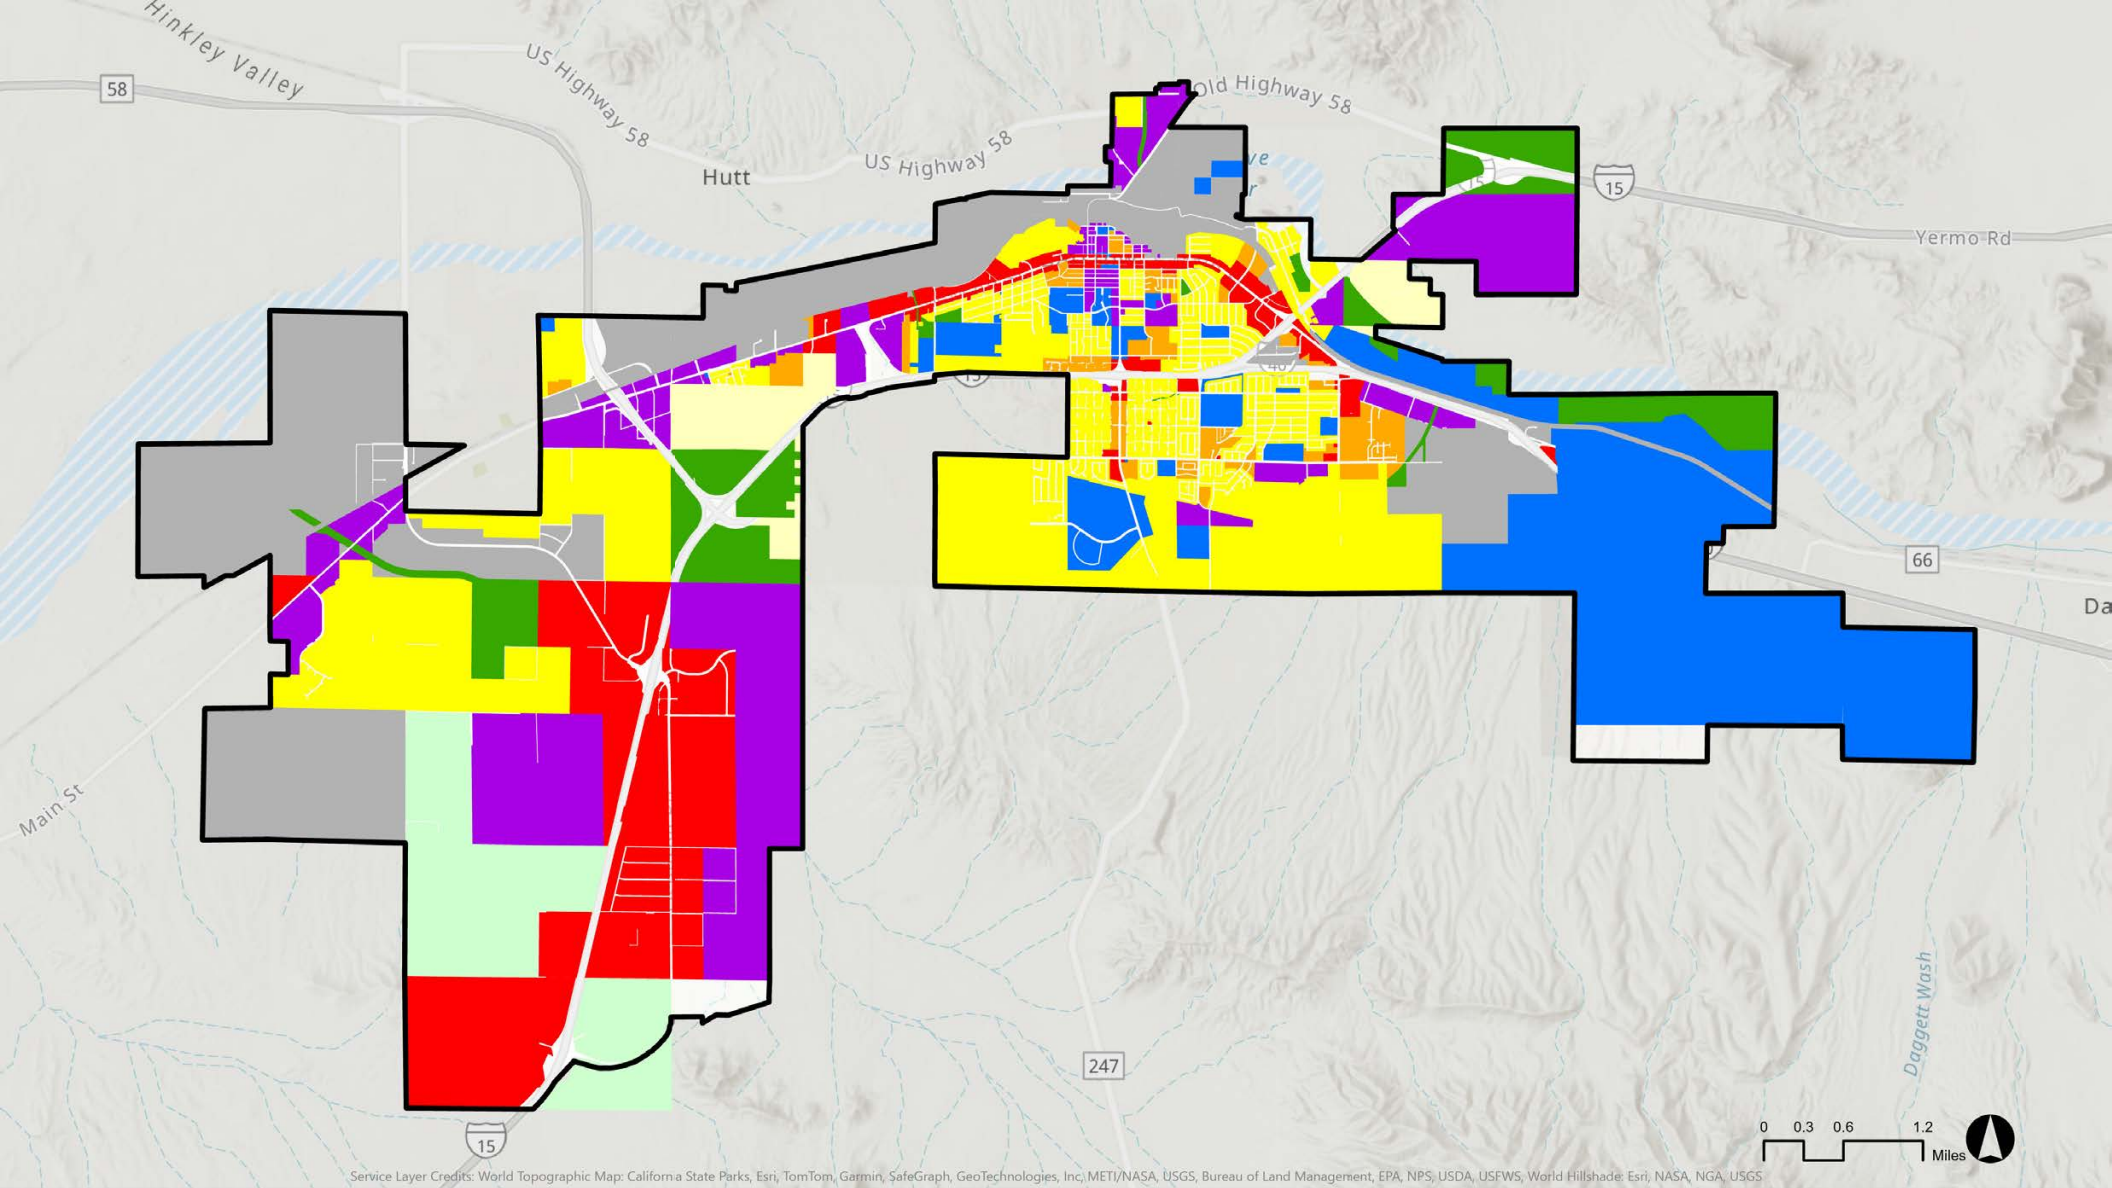 Hinkley Valley
58
US Highway 58
Hutt
US Highway 58
Old Highway 58
15
15
Yermo Rd
15
40
66
Da
Main St
247
Daggett Wash
15
0 0.3 0.6 1.2
Miles
Service Layer Credits: World Topographic Map: California State Parks, Esri, TomTom, Garmin, SafeGraph, GeoTechnologies, Inc, METI/NASA, USGS, Bureau of Land Management, EPA, NPS, USDA, USFWS; World Hillshade: Esri, NASA, NGA, USGS